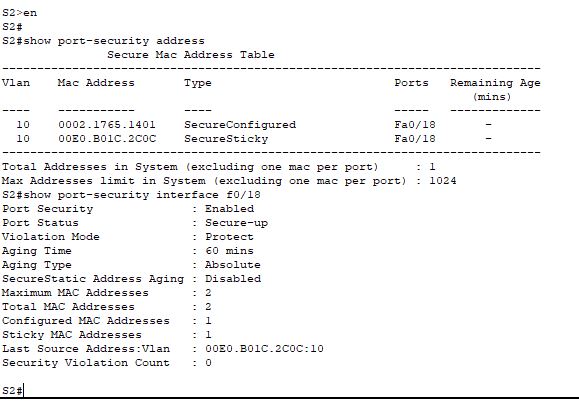 S2>en
S2#
S2#show port-security address
Secure Mac Address Table
-----------------------------------------------------------------------------
Vlan    Mac Address       Type                          Ports   Remaining Age
                                                                   (mins)
----    -----------       ----                          -----   -------------
  10    0002.1765.1401    SecureConfigured              Fa0/18       -
  10    00E0.B01C.2C0C    SecureSticky                  Fa0/18       -
-----------------------------------------------------------------------------
Total Addresses in System (excluding one mac per port)     : 1
Max Addresses limit in System (excluding one mac per port) : 1024
S2#show port-security interface f0/18
Port Security              : Enabled
Port Status                : Secure-up
Violation Mode             : Protect
Aging Time                 : 60 mins
Aging Type                 : Absolute
SecureStatic Address Aging : Disabled
Maximum MAC Addresses      : 2
Total MAC Addresses        : 2
Configured MAC Addresses   : 1
Sticky MAC Addresses       : 1
Last Source Address:Vlan   : 00E0.B01C.2C0C:10
Security Violation Count   : 0
S2#